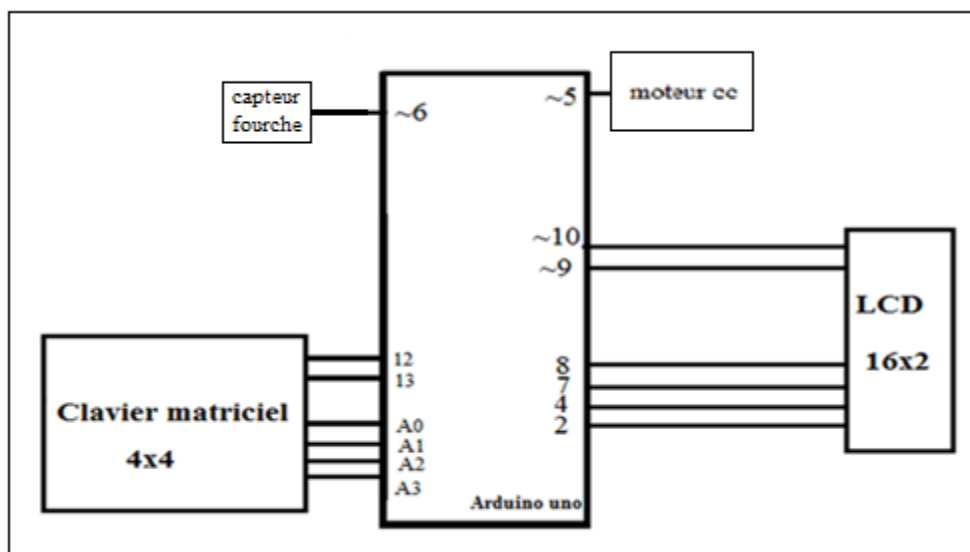 capteur
fourche
~6
~5
moteur cc
~10
~9
LCD
16x2
8
7
4
2
12
13
A0
A1
A2
A3
Clavier matriciel
4x4
Arduino uno